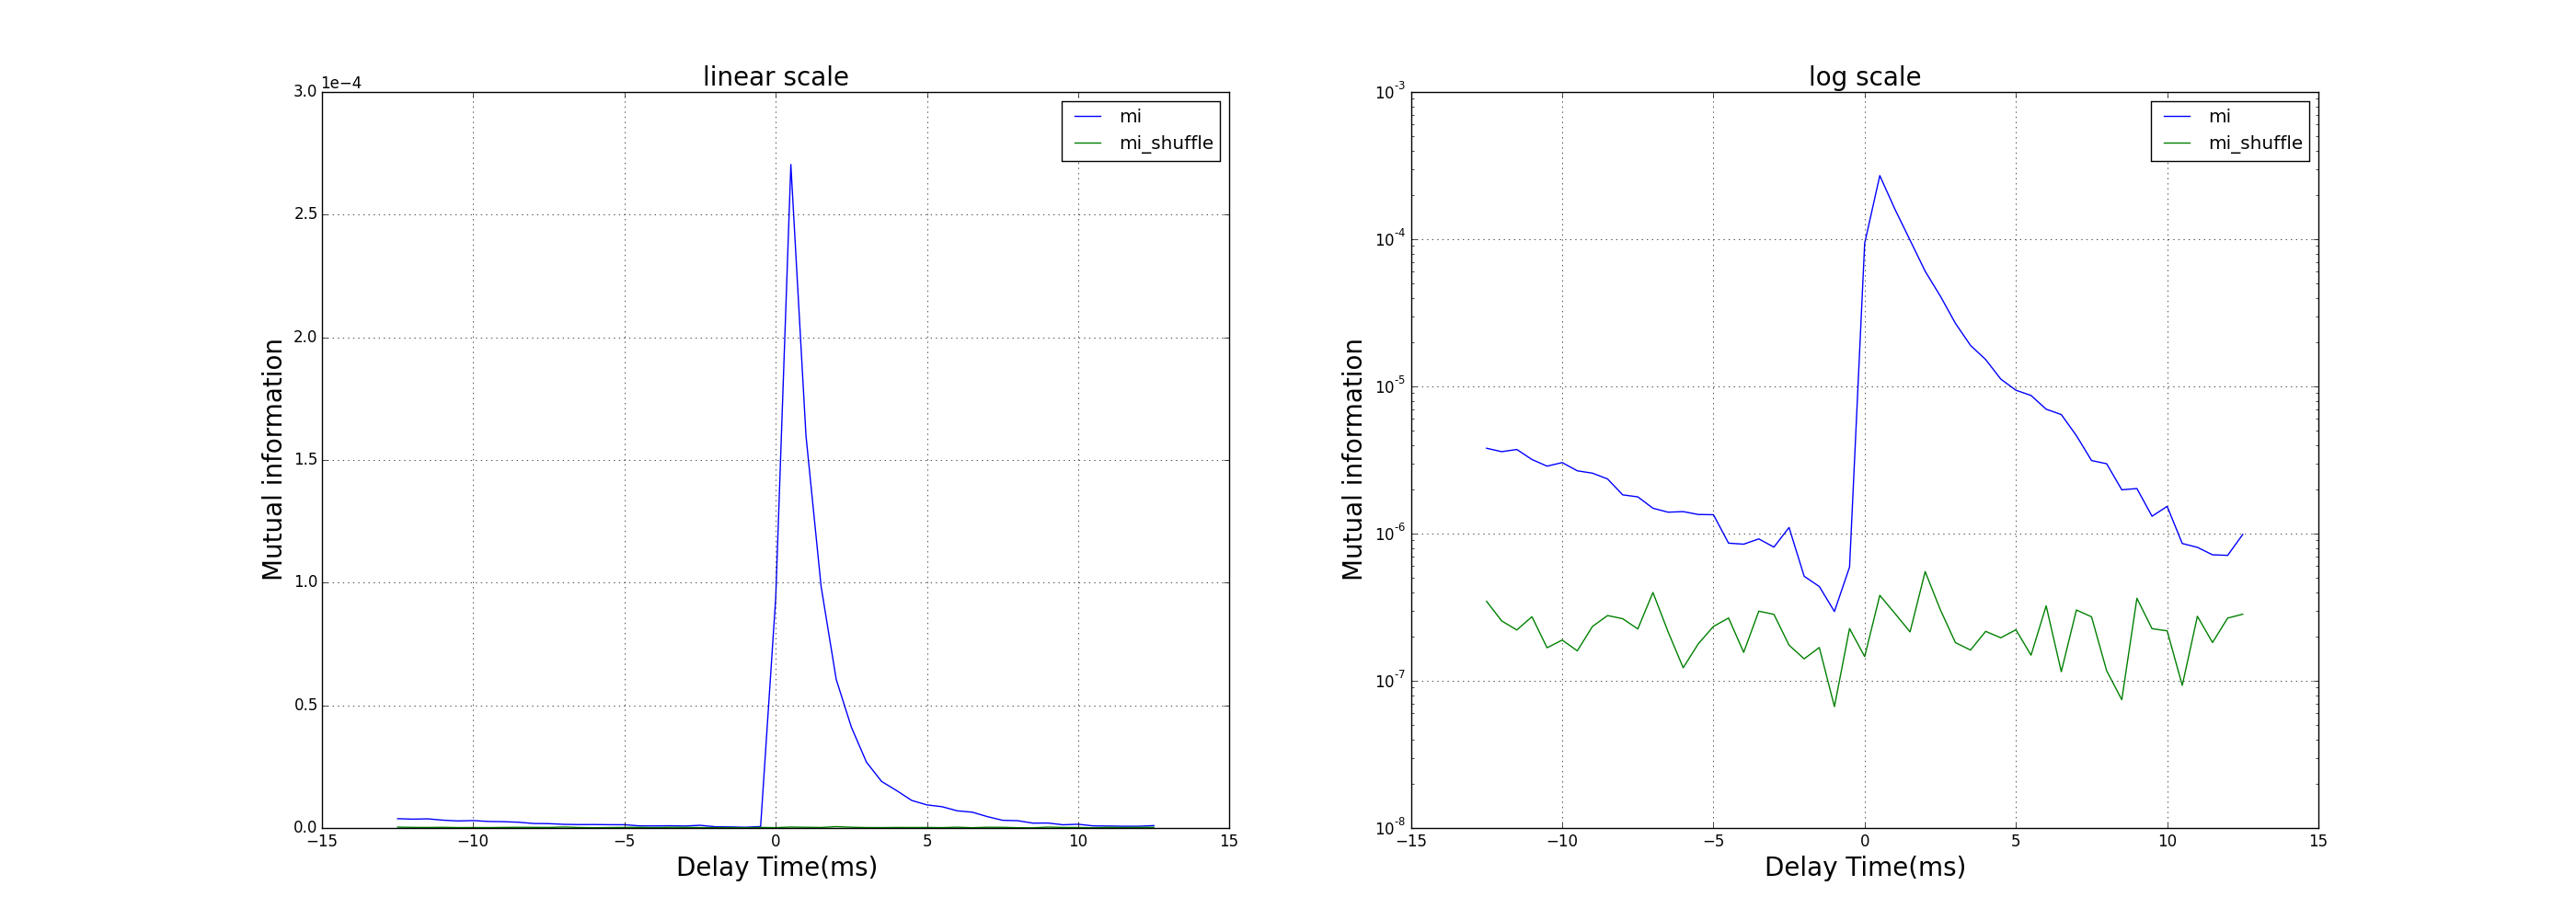 linear scale
1e−4
3.0
2.5
2.0
1.5
1.0
0.5
0.0
−15 −10 −5 0 5 10 15
Delay Time(ms)
Mutual information
mi
mi_shuffle
log scale
10-3
10-4
10-5
10-6
10-7
10-8
−15 −10 −5 0 5 10 15
Delay Time(ms)
Mutual information
mi
mi_shuffle